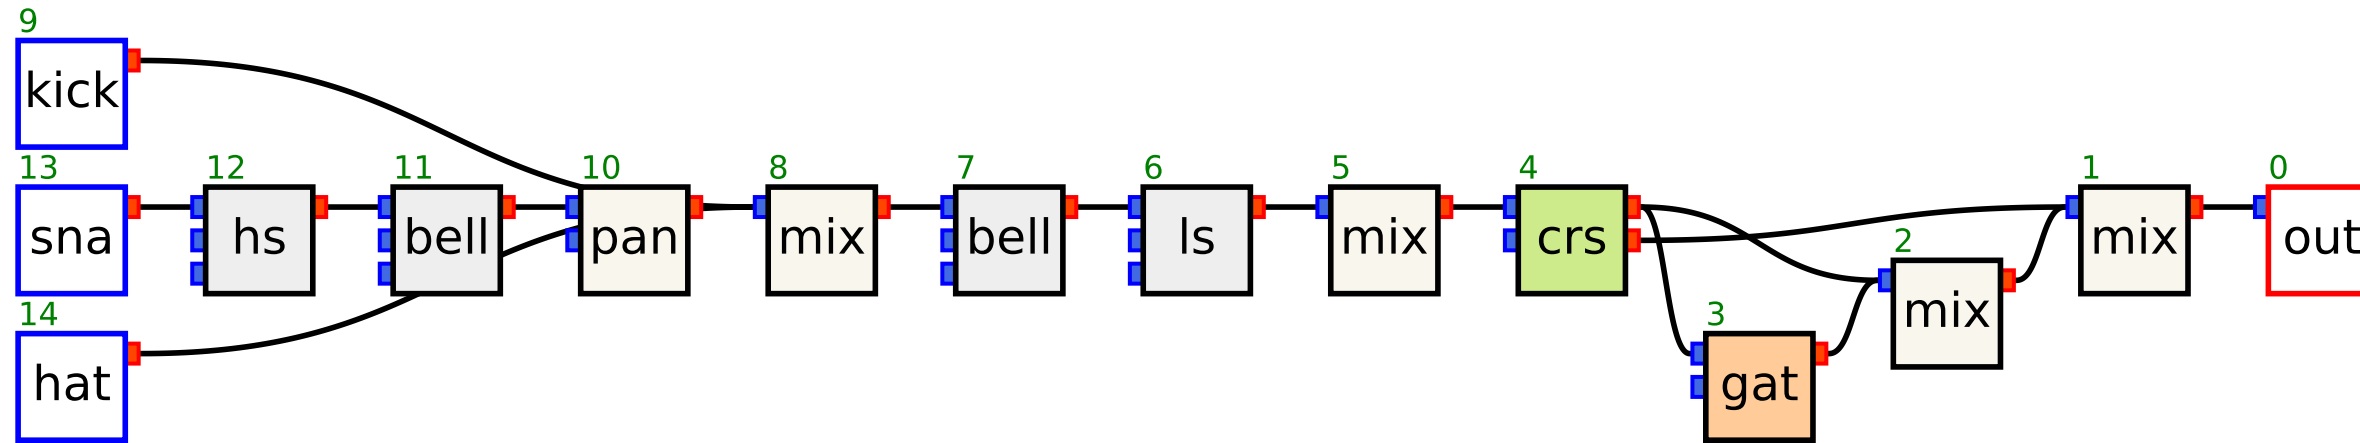 9
kick
13 12 11 10 8 7 6 5 4 1 0
sna hs bell pan mix bell ls mix crs mix out
2
mix
14 3
hat gat